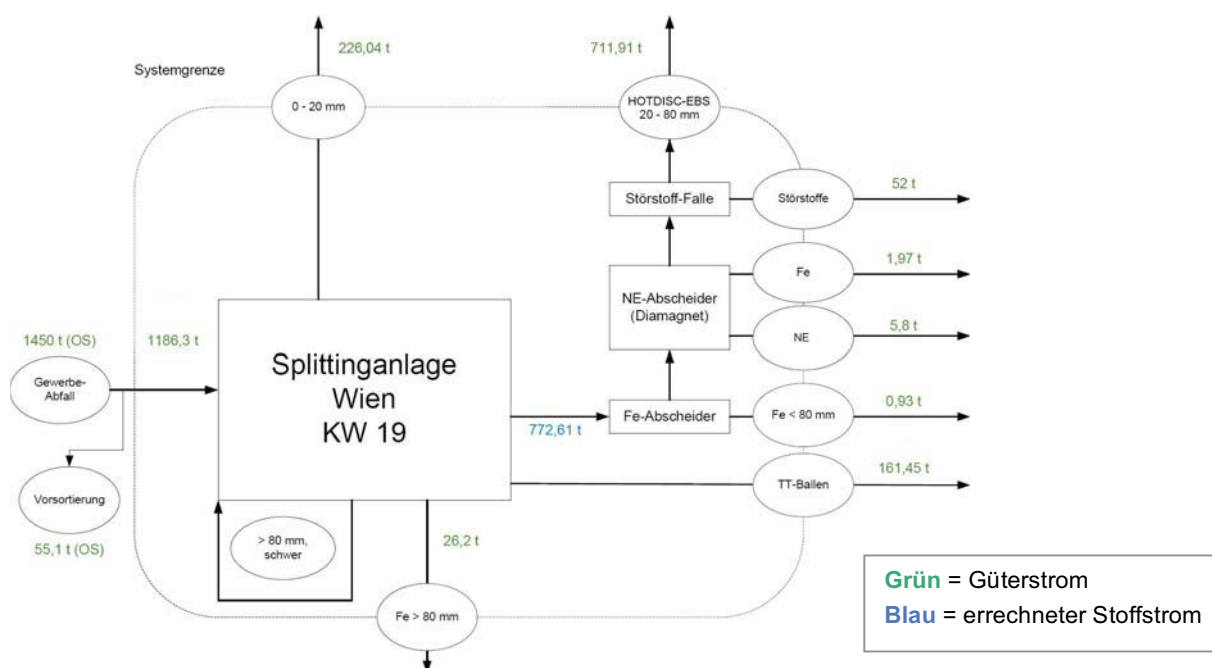 226,04 t
711,91 t
Systemgrenze
0 - 20 mm
HOTDISC-EBS
20 - 80 mm
Störstoff-Falle
Störstoffe
52 t
Fe
1,97 t
NE-Abscheider
(Diamagnet)
NE
5,8 t
1450 t (OS)
1186,3 t
Gewerbe-
Abfall
Splittinganlage
Wien
KW 19
772,61 t
Fe-Abscheider
Fe < 80 mm
0,93 t
TT-Ballen
161,45 t
Vorsortierung
55,1 t (OS)
> 80 mm,
schwer
26,2 t
Fe > 80 mm
Grün = Güterstrom
Blau = errechneter Stoffstrom